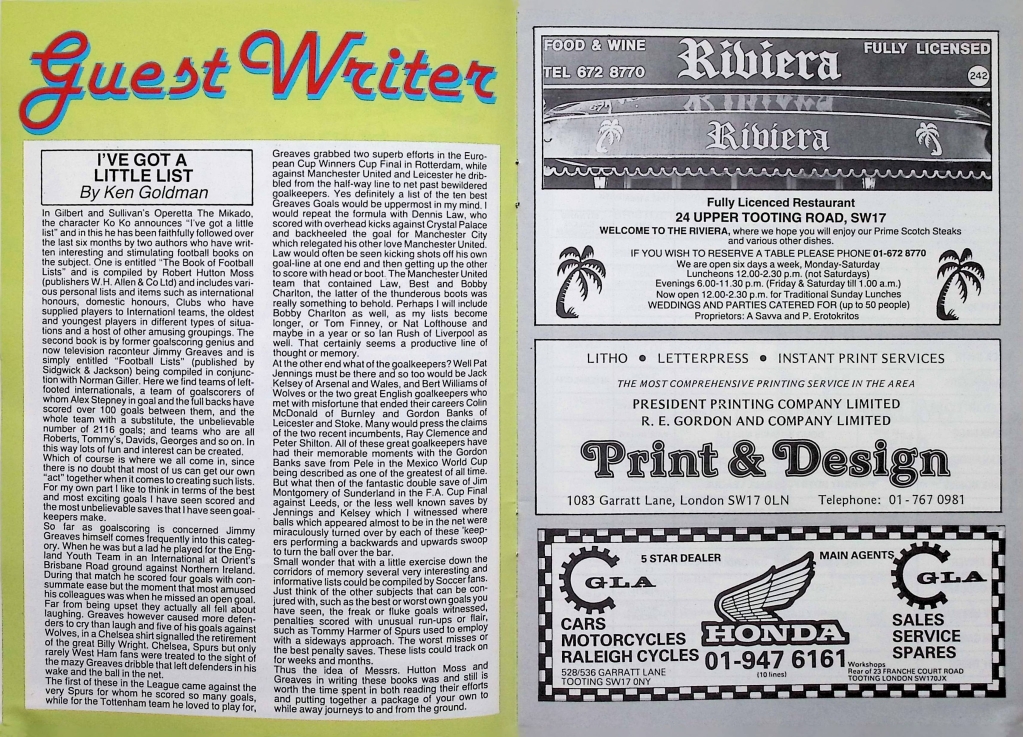 Guest Writer
I'VE GOT A
LITTLE LIST
By Ken Goldman
In Gilbert and Sullivan's Operetta The Mikado,
the character Ko Ko announces "I've got a little
list" and in this he has been faithfully followed over
the last six months by two authors who have writ-
ten interesting and stimulating football books on
the subject. One is entitled "The Book of Football
Lists" and is compiled by Robert Hutton Moss
(publishers W.H. Allen & Co Ltd) and includes vari-
ous personal lists and items such as international
honours, domestic honours, Clubs who have
supplied players to Internationl teams, the oldest
and youngest players in different types of situa-
tions and a host of other amusing groupings. The
second book is by former goalscoring genius and
now television raconteur Jimmy Greaves and is
simply entitled "Football Lists" (published by
Sidgwick & Jackson) being compiled in conjunc-
tion with Norman Giller. Here we find teams of left-
footed internationals, a team of goalscorers of
whom Alex Stepney in goal and the full backs have
scored over 100 goals between them, and the
whole team with a substitute, the unbelievable
number of 2116 goals; and teams who are all
Roberts, Tommy's, Davids, Georges and so on. In
this way lots of fun and interest can be created.
Which of course is where we all come in, since
there is no doubt that most of us can get our own
"act" together when it comes to creating such lists.
For my own part I like to think in terms of the best
and most exciting goals I have seen scored and
the most unbelievable saves that I have seen goal-
keepers make.
So far as goalscoring is concerned Jimmy
Greaves himself comes frequently into this categ-
ory. When he was but a lad he played for the Eng-
land Youth Team in an International at Orient's
Brisbane Road ground against Northern Ireland.
During that match he scored four goals with con-
summate ease but the moment that most amused
his colleagues was when he missed an open goal.
Far from being upset they actually all fell about
laughing. Greaves however caused more defen-
ders to cry than laugh and five of his goals against
Wolves, in a Chelsea shirt signalled the retirement
of the great Billy Wright. Chelsea, Spurs but only
rarely West Ham fans were treated to the sight of
the mazy Greaves dribble that left defenders in his
wake and the ball in the net.
The first of these in the League came against the
very Spurs for whom he scored so many goals,
while for the Tottenham team he loved to play for,
Greaves grabbed two superb efforts in the Euro-
pean Cup Winners Cup Final in Rotterdam, while
against Manchester United and Leicester he drib-
bled from the half-way line to net past bewildered
goalkeepers. Yes definitely a list of the ten best
Greaves Goals would be uppermost in my mind. I
would repeat the formula with Dennis Law, who
scored with overhead kicks against Crystal Palace
and backheeled the goal for Manchester City
which relegated his other love Manchester United.
Law would often be seen kicking shots off his own
goal-line at one end and then getting up the other
to score with head or boot. The Manchester United
team that contained Law, Best and Bobby
Charlton, the latter of the thunderous boots was
really something to behold. Perhaps I will include
Bobby Charlton as well, as my lists become
longer, or Tom Finney, or Nat Lofthouse and
maybe in a year or so Ian Rush of Liverpool as
well. That certainly seems a productive line of
thought or memory.
At the other end what of the goalkeepers? Well Pat
Jennings must be there and so too would be Jack
Kelsey of Arsenal and Wales, and Bert Wiliams of
Wolves or the two great English goalkeepers who
met with misfortune that ended their careers Colin
McDonald of Burnley and Gordon Banks of
Leicester and Stoke. Many would press the claims
of the two recent incumbents, Ray Clemence and
Peter Shilton. All of these great goalkeepers have
had their memorable moments with the Gordon
Banks save from Pele in the Mexico World Cup
being described as one of the greatest of all time.
But what then of the fantastic double save of Jim
Montgomery of Sunderland in the F.A. Cup Final
against Leeds, or the less well known saves by
Jennings and Kelsey which I witnessed where
balls which appeared almost to be in the net were
miraculously turned over by each of these 'keep-
ers performing a backwards and upwards swoop
to turn the ball over the bar.
Small wonder that with a little exercise down the
corridors of memory several very interesting and
informative lists could be compiled by Soccer fans.
Just think of the other subjects that can be con-
jured with, such as the best or worst own goals you
have seen, the freak or fluke goals witnessed,
penalties scored with unusual run-ups or flair,
such as Tommy Harmer of Spurs used to employ
with a sideways approach. The worst misses or
the best penalty saves. These lists could track on
for weeks and months.
Thus the idea of Messrs. Hutton Moss and
Greaves in writing these books was and still is
worth the time spent in both reading their efforts
and putting together a package of your own to
while away journeys to and from the ground.
FOOD & WINE
TEL 672 8770
Riviera
FULLY LICENSED
242
Riviera
Riviera
Fully Licenced Restaurant
24 UPPER TOOTING ROAD, SW17
WELCOME TO THE RIVIERA, where we hope you will enjoy our Prime Scotch Steaks
and various other dishes.
IF YOU WISH TO RESERVE A TABLE PLEASE PHONE 01-672 8770
We are open six days a week, Monday-Saturday
Luncheons 12.00-2.30 p.m. (not Saturdays)
Evenings 6.00-11.30 p.m. (Friday & Saturday till 1.00 a.m.)
Now open 12.00-2.30 p.m. for Traditional Sunday Lunches
WEDDINGS AND PARTIES CATERED FOR (up to 50 people)
Proprietors: A Savva and P. Erotokritos
LITHO • LETTERPRESS • INSTANT PRINT SERVICES
THE MOST COMPREHENSIVE PRINTING SERVICE IN THE AREA
PRESIDENT PRINTING COMPANY LIMITED
R. E. GORDON AND COMPANY LIMITED
Print & Design
1083 Garratt Lane, London SW17 0LN Telephone: 01-767 0981
5 STAR DEALER
MAIN AGENTS
GLA
GLA
CARS
MOTORCYCLES
RALEIGH CYCLES
528/536 GARRATT LANE
TOOTING SW17 0NY
HONDA
01-947 6161
(10 lines)
SALES
SERVICE
SPARES
Workshops
Rear of 23 FRANCHE COURT ROAD
TOOTING LONDON SW170JX